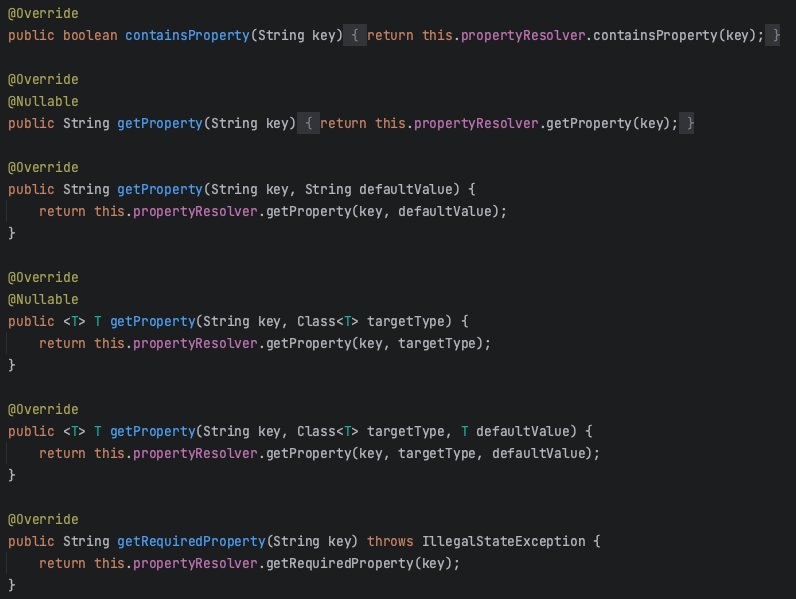 @Override
public boolean containsProperty(String key) { return this.propertyResolver.containsProperty(key); }
@Override
@Nullable
public String getProperty(String key) { return this.propertyResolver.getProperty(key); }
@Override
public String getProperty(String key, String defaultValue) {
    return this.propertyResolver.getProperty(key, defaultValue);
}
@Override
@Nullable
public <T> T getProperty(String key, Class<T> targetType) {
    return this.propertyResolver.getProperty(key, targetType);
}
@Override
public <T> T getProperty(String key, Class<T> targetType, T defaultValue) {
    return this.propertyResolver.getProperty(key, targetType, defaultValue);
}
@Override
public String getRequiredProperty(String key) throws IllegalStateException {
    return this.propertyResolver.getRequiredProperty(key);
}